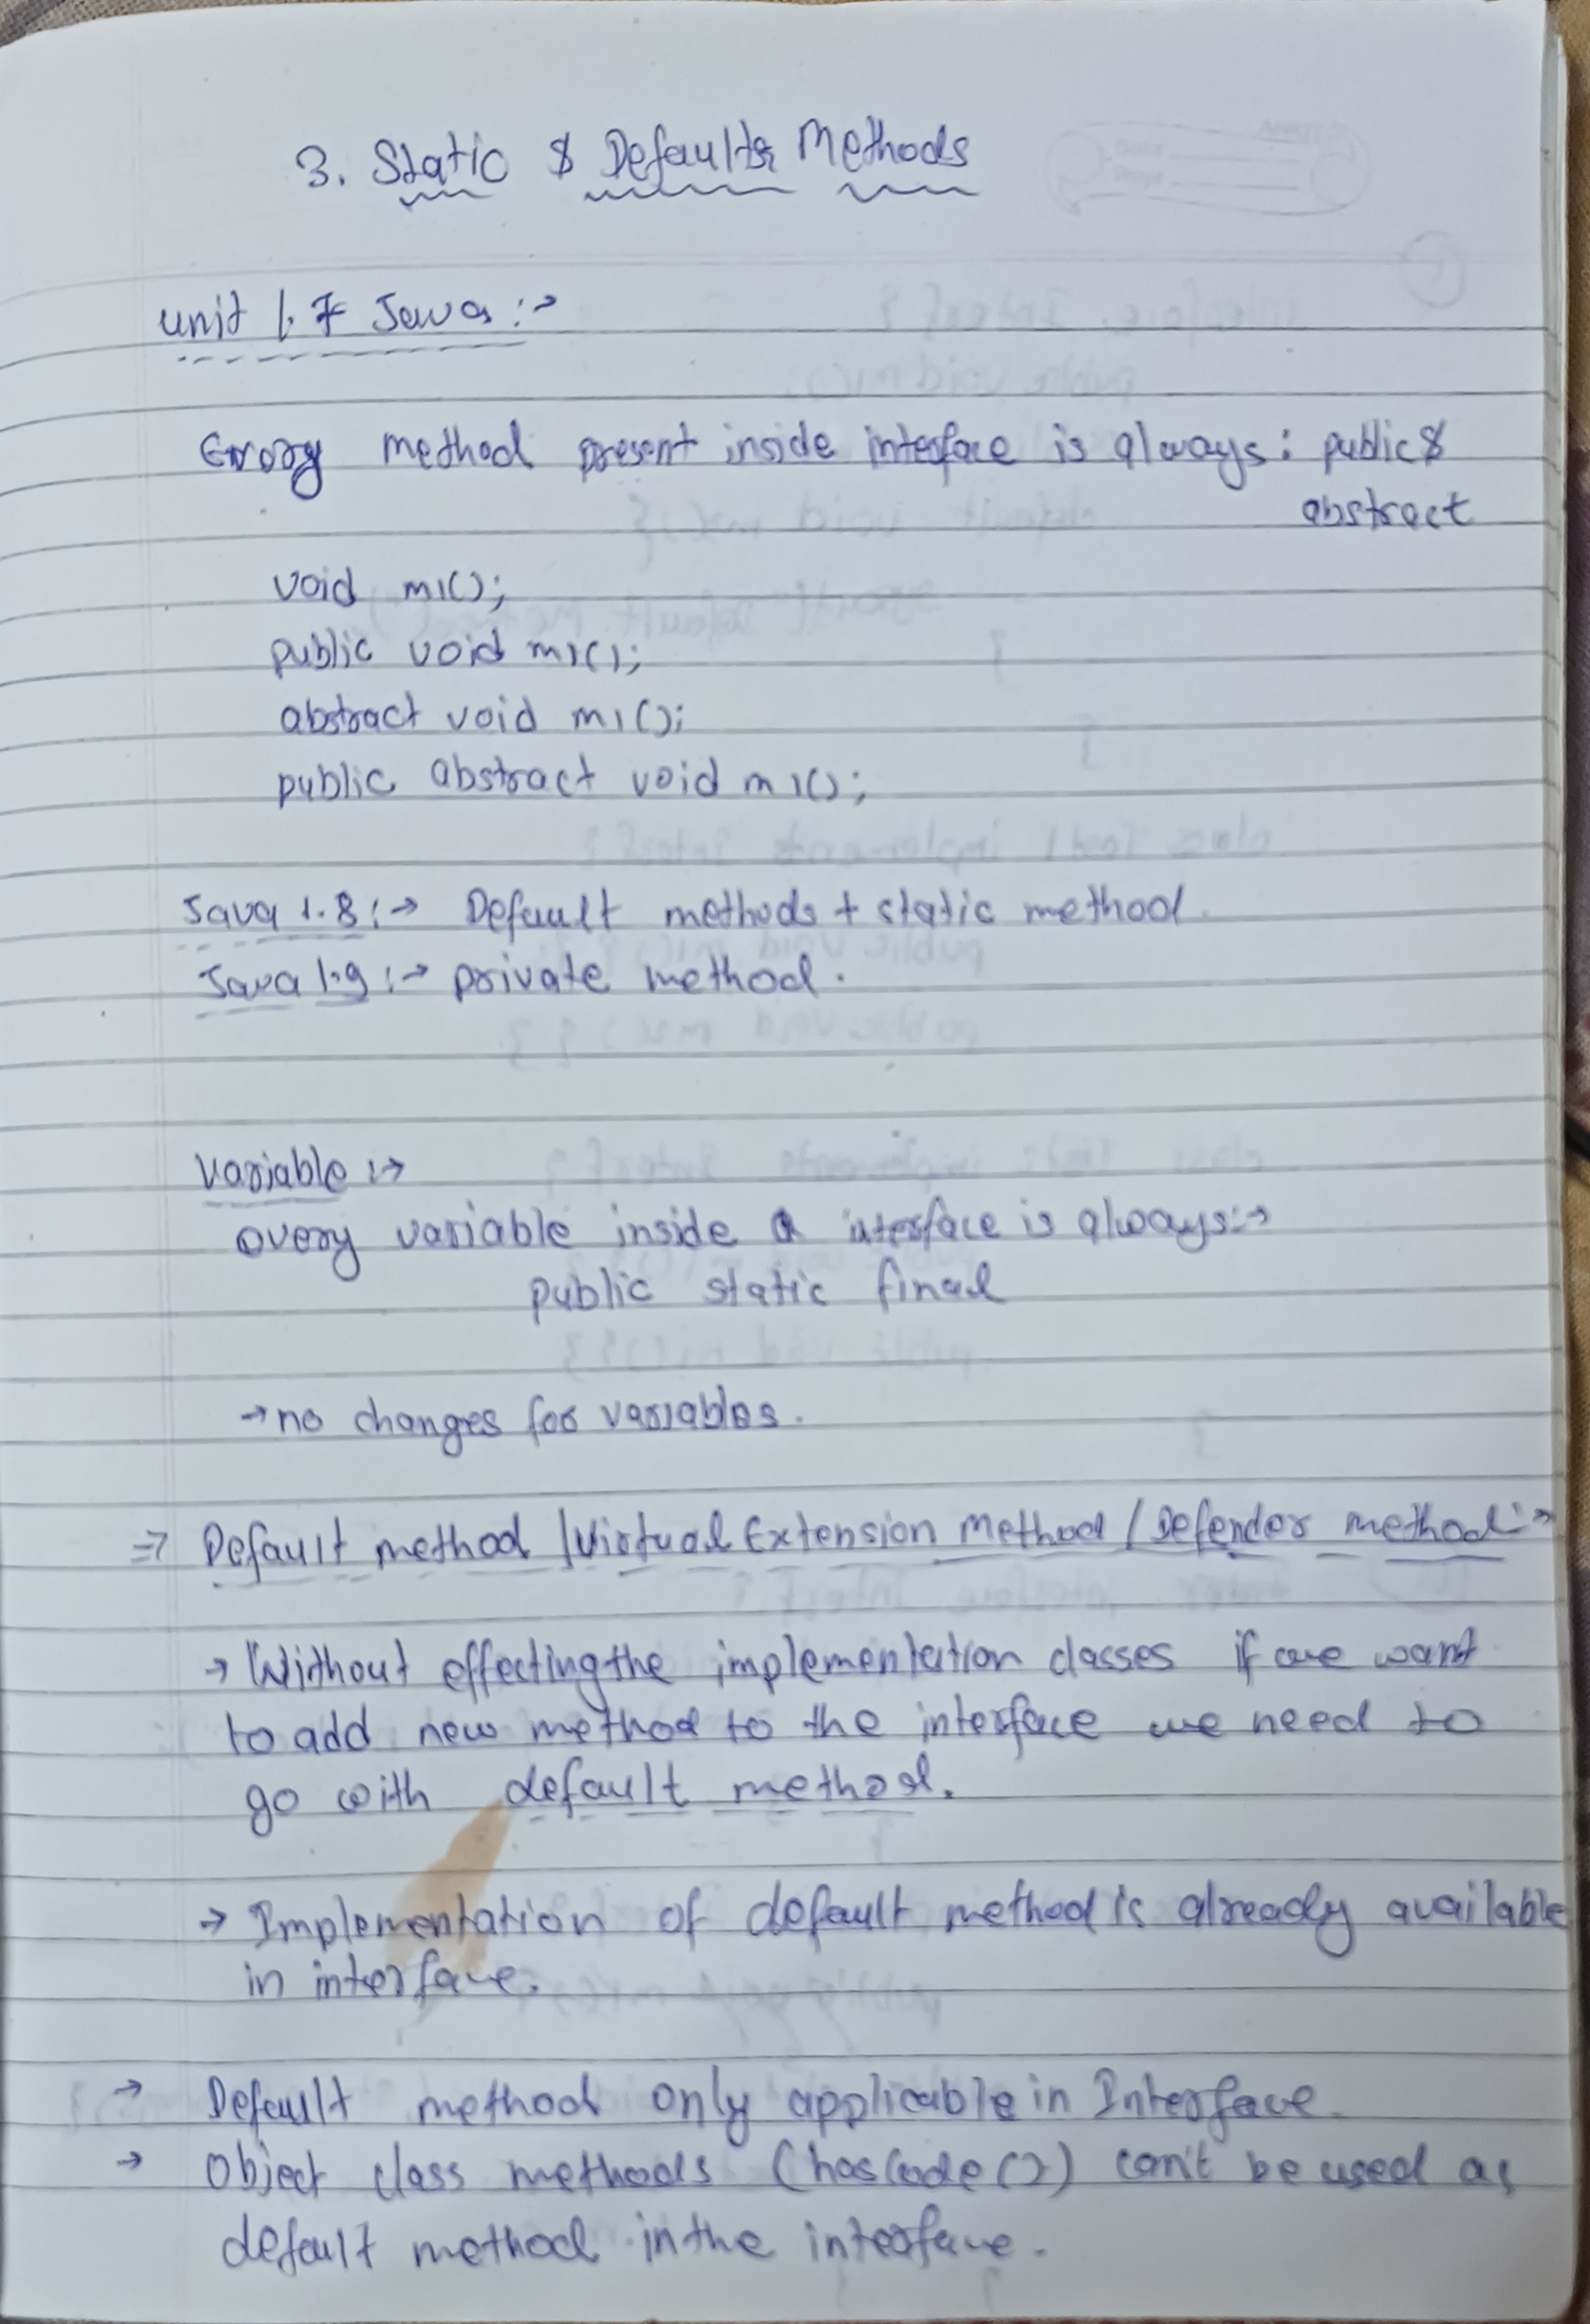 3. Static & Default Methods
unit 1.7 Java :→
Every method present inside interface is always : public &
abstract
void m1();
public void m1();
abstract void m1();
public abstract void m1();
Java 1.8 :→ Default methods + static method.
Java 1.9 :→ private method.
Variable :→
every variable inside a interface is always :→
public static final
→ no changes for variables.
⇒ Default method / Virtual Extension Method / Defender method :→
→ Without effecting the implementation classes if we want
to add new method to the interface we need to
go with default method.
→ Implementation of default method is already available
in interface.
→ Default method only applicable in Interface.
→ Object class methods (hasCode()) can't be used as
default method in the interface.